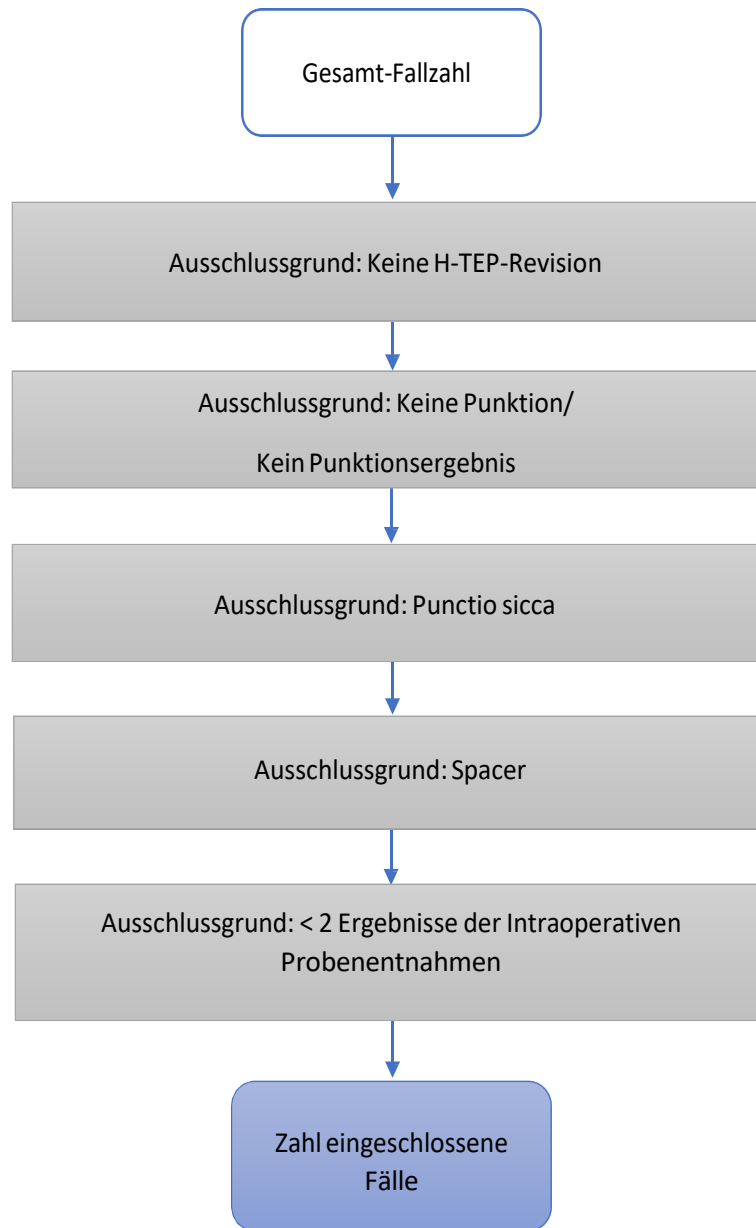 Gesamt-Fallzahl
Ausschlussgrund: Keine H-TEP-Revision
Ausschlussgrund: Keine Punktion/
Kein Punktionsergebnis
Ausschlussgrund: Punctio sicca
Ausschlussgrund: Spacer
Ausschlussgrund: < 2 Ergebnisse der Intraoperativen
Probenentnahmen
Zahl eingeschlossene
Fälle